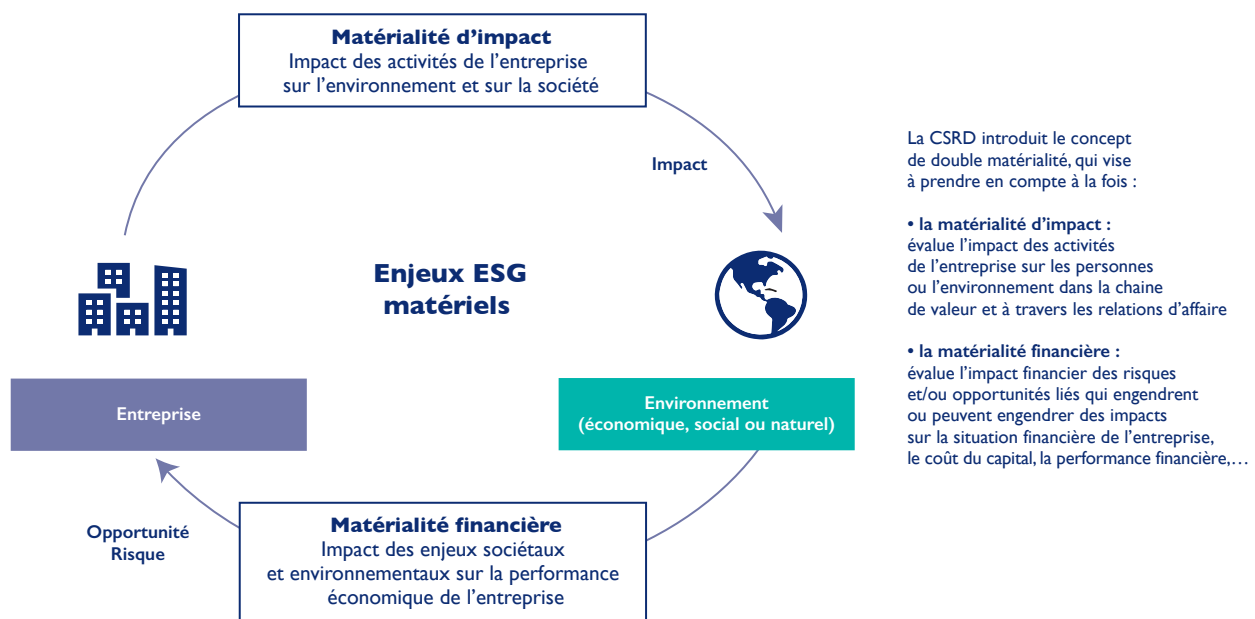 Matérialité d’impact
Impact des activités de l’entreprise
sur l’environnement et sur la société
Impact
Enjeux ESG
matériels
Entreprise
Environnement
(économique, social ou naturel)
Opportunité
Risque
Matérialité financière
Impact des enjeux sociétaux
et environnementaux sur la performance
économique de l’entreprise
La CSRD introduit le concept
de double matérialité, qui vise
à prendre en compte à la fois :
• la matérialité d’impact :
évalue l’impact des activités
de l’entreprise sur les personnes
ou l’environnement dans la chaine
de valeur et à travers les relations d’affaire
• la matérialité financière :
évalue l’impact financier des risques
et/ou opportunités liés qui engendrent
ou peuvent engendrer des impacts
sur la situation financière de l’entreprise,
le coût du capital, la performance financière,…